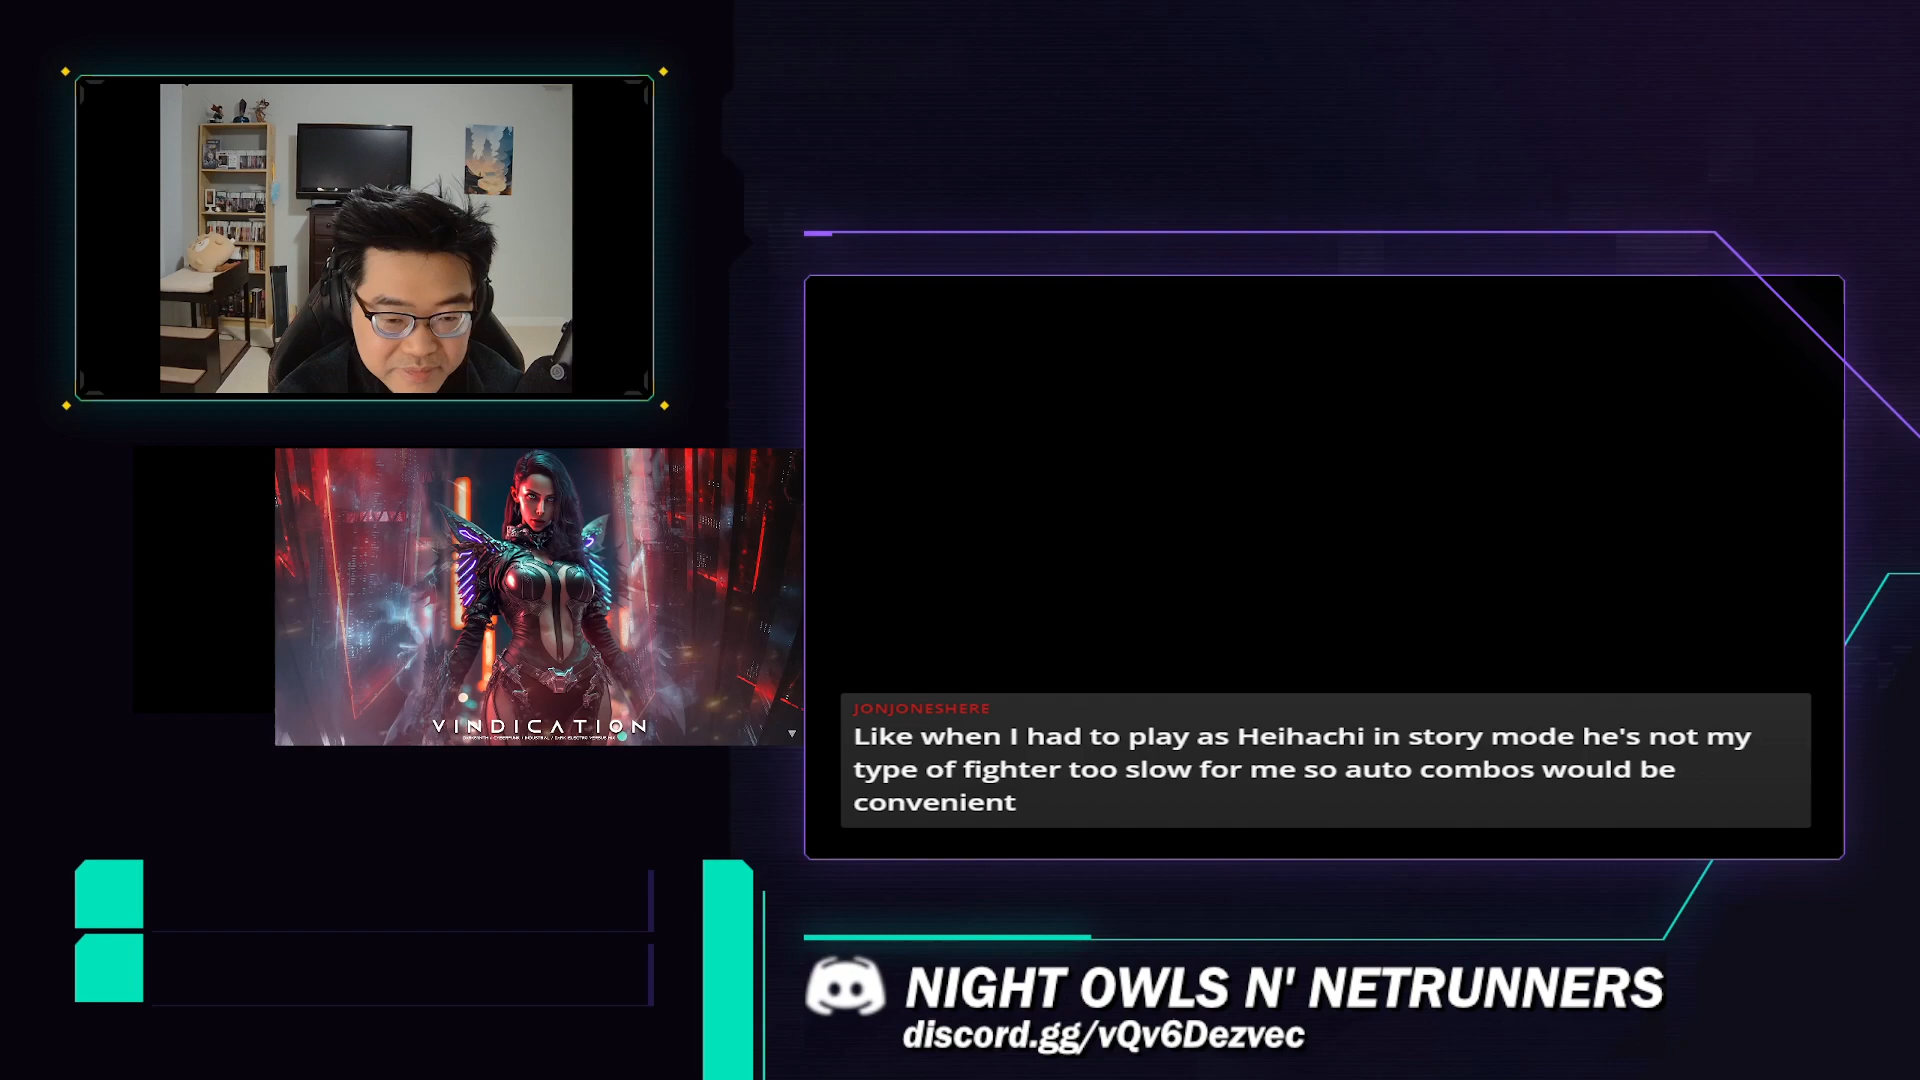 VINDICATION
JONJONESHERE
Like when I had to play as Heihachi in story mode he's not my
type of fighter too slow for me so auto combos would be
convenient
NIGHT OWLS N' NETRUNNERS
discord.gg/vQv6Dezvec